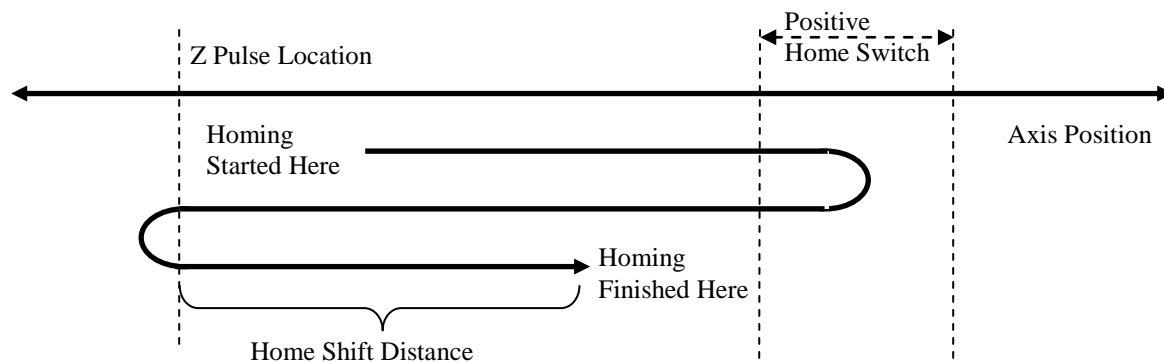 Positive
Home Switch
Z Pulse Location
Axis Position
Homing
Started Here
Homing
Finished Here
Home Shift Distance